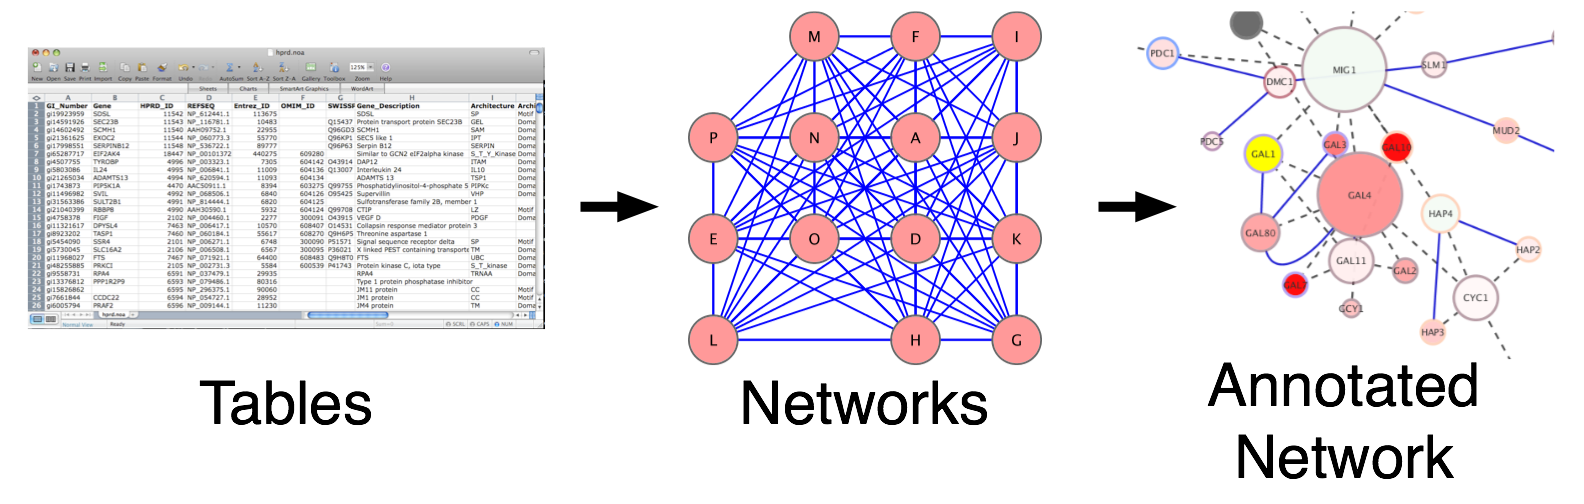 hprd.noa
New Open Save Print Import Copy Paste Format Undo Redo AutoSum Sort A-Z Sort Z-A Gallery Toolbox Zoom Help
125%
Sheets Charts SmartArt Graphics WordArt
A B C D E F G H I
1 GI_Number Gene HPRD_ID REFSEQ Entrez_ID OMIM_ID SWISSP Gene_Description Architecture Archi
2 gi19923959 SDSL 11542 NP_612441.1 113675 SDSL SP Motif
3 gi14591926 SEC23B 11543 NP_116781.1 10483 Q15437 Protein transport protein SEC23B GEL Doma
4 gi14602492 SCMH1 11540 AAH09752.1 22955 Q96GD3 SCMH1 SAM Doma
5 gi21361625 EXOC2 11544 NP_060773.3 55770 Q96KP1 SEC5 like 1 IPT Doma
6 gi17998551 SERPINB12 11548 NP_536722.1 89777 Q96P63 Serpin B12 SERPIN Doma
7 gi65287717 EIF2AK4 18447 NP_00101372 440275 609280 Similar to GCN2 eIF2alpha kinase S_T_Y_Kinase Doma
8 gi4507755 TYROBP 4996 NP_003323.1 7305 604142 O43914 DAP12 ITAM Doma
9 gi5803086 IL24 4995 NP_006841.1 11009 604136 Q13007 Interleukin 24 IL10 Doma
10 gi21265034 ADAMTS13 4994 NP_620594.1 11093 604134 ADAMTS 13 TSP1 Doma
11 gi1743873 PIP5K1A 4470 AAC50911.1 8394 603275 Q99755 Phosphatidylinositol-4-phosphate 5 PIPKc Doma
12 gi11496982 SVIL 4992 NP_068506.1 6840 604126 O95425 Supervillin VHP Doma
13 gi31563386 SULT2B1 4991 NP_814444.1 6820 604125 Sulfotransferase family 2B, member 1
14 gi21040399 RBBP8 4990 AAH30590.1 5932 604124 Q99708 CTIP LZ Motif
15 gi4758378 FIGF 2102 NP_004460.1 2277 300091 O43915 VEGF D PDGF Doma
16 gi11321617 DPYSL4 7463 NP_006417.1 10570 608407 O14531 Collapsin response mediator protein 3
17 gi8923202 TASP1 7460 NP_060184.1 55617 608270 Q9H6P5 Threonine aspartase 1
18 gi5454090 SSR4 2101 NP_006271.1 6748 300090 P51571 Signal sequence receptor delta SP Motif
19 gi5730045 SLC16A2 2106 NP_006508.1 6567 300095 P36021 X linked PEST containing transporte TM Doma
20 gi11968027 FTS 7467 NP_071921.1 64400 608483 Q9H8T0 FTS UBC Doma
21 gi48255885 PRKCI 2105 NP_002731.3 5584 600539 P41743 Protein kinase C, iota type S_T_kinase Doma
22 gi9558731 RPA4 6591 NP_037479.1 29935 RPA4 TRNAA Doma
23 gi13376812 PPP1R2P9 6593 NP_079486.1 80316 Type 1 protein phosphatase inhibitor
24 gi15826862 6595 NP_296375.1 90060 JM11 protein CC Motif
25 gi7661844 CCDC22 6594 NP_054727.1 28952 JM1 protein CC Motif
26 gi6005794 PRAF2 6596 NP_009144.1 11230 JM4 protein TM Doma
hprd.noa
Normal View Ready Sum=0 SCRL CAPS NUM
M F I
P N A J
E O D K
L H G
PDC1
MIG1
SLM1
DMC1
PDC5
MUD2
GAL1
GAL3
GAL10
GAL4
HAP4
GAL80
HAP2
GAL11
GAL2
GAL7
CYC1
GCY1
HAP3
Tables
Networks
Annotated
Network